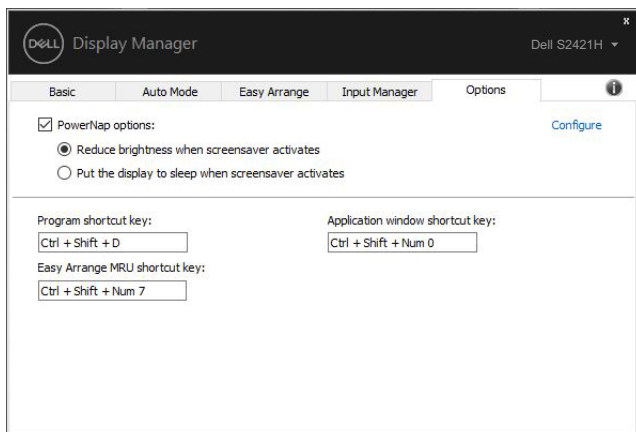 x
DELL Display Manager Dell S2421H
Basic Auto Mode Easy Arrange Input Manager Options
PowerNap options: Configure
Reduce brightness when screensaver activates
Put the display to sleep when screensaver activates
Program shortcut key: Application window shortcut key:
Ctrl + Shift + D Ctrl + Shift + Num 0
Easy Arrange MRU shortcut key:
Ctrl + Shift + Num 7